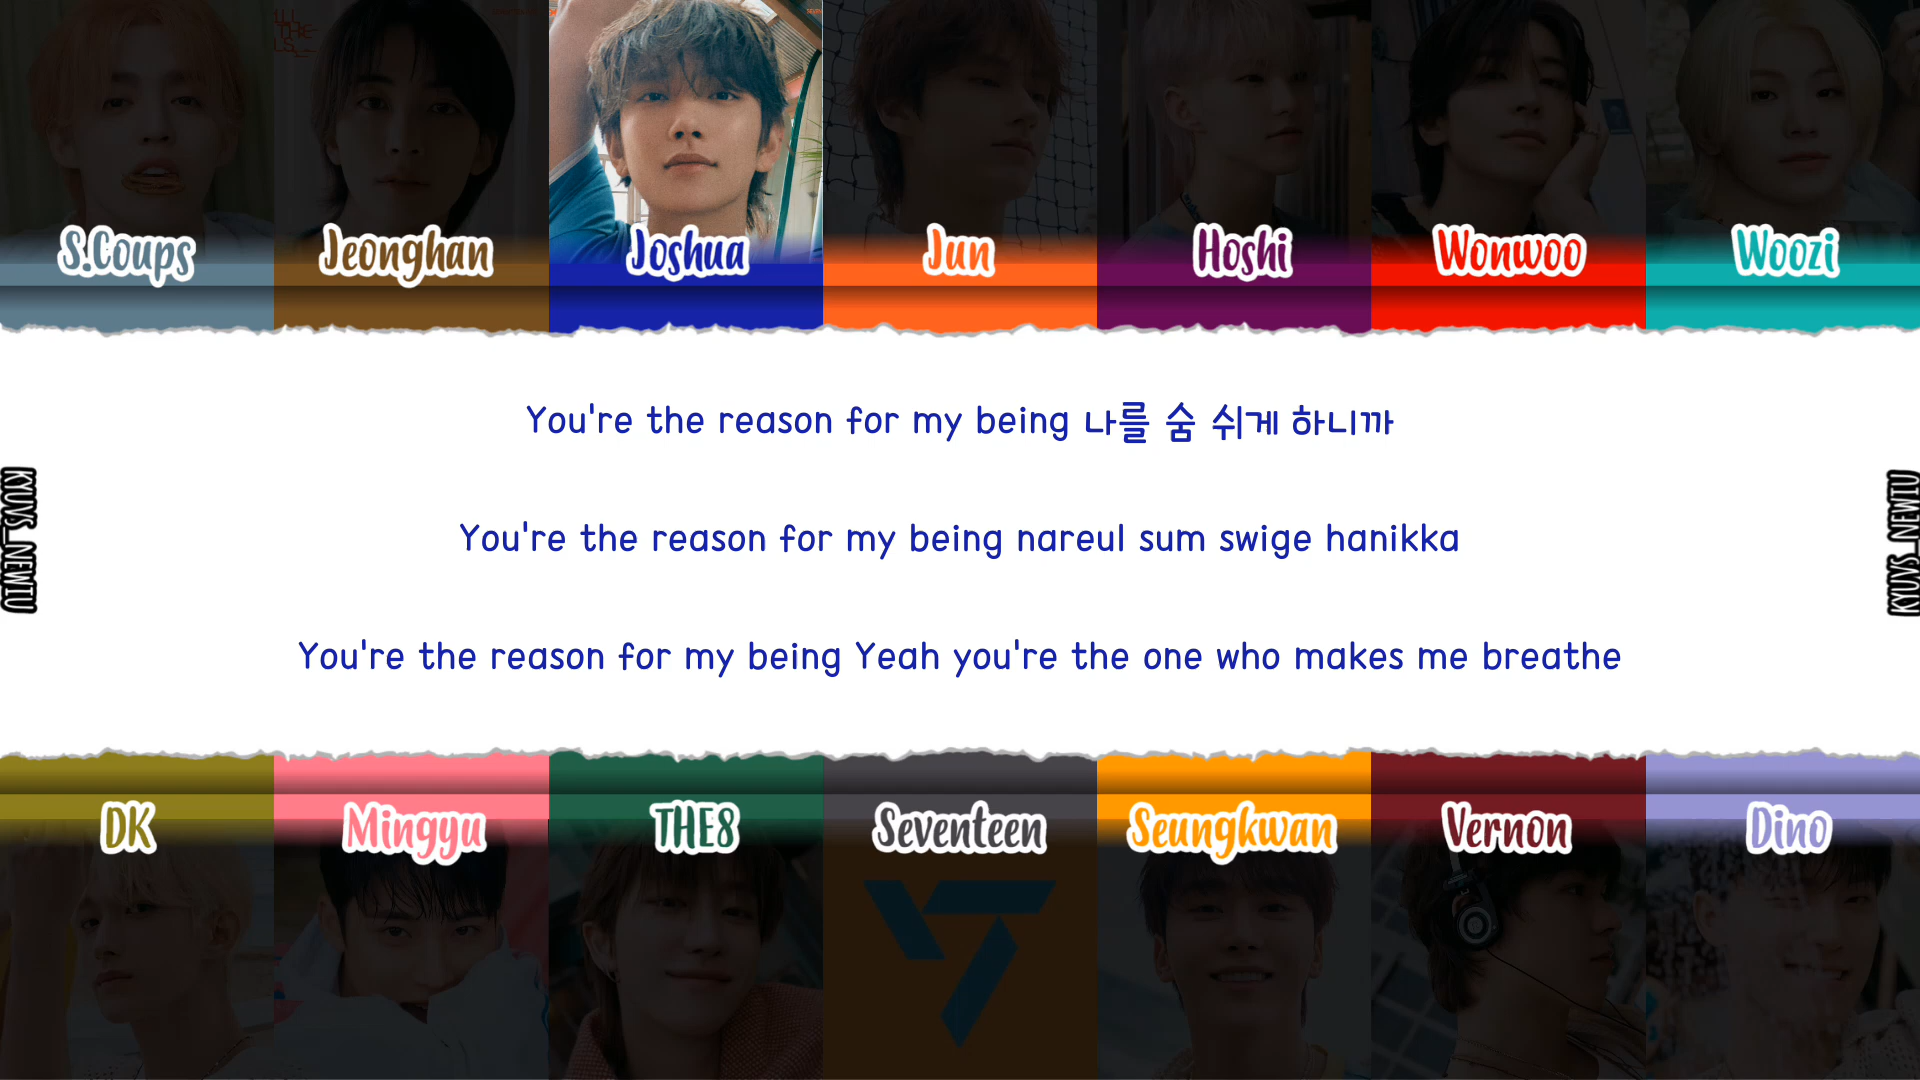 S.Coups
Jeonghan
Joshua
Jun
Hoshi
Wonwoo
Woozi
You're the reason for my being 나를 숨 쉬게 하니까
You're the reason for my being nareul sum swige hanikka
You're the reason for my being Yeah you're the one who makes me breathe
KYUVS_NEWIU
KYUVS_NEWIU
DK
Mingyu
THE8
Seventeen
Seungkwan
Vernon
Dino